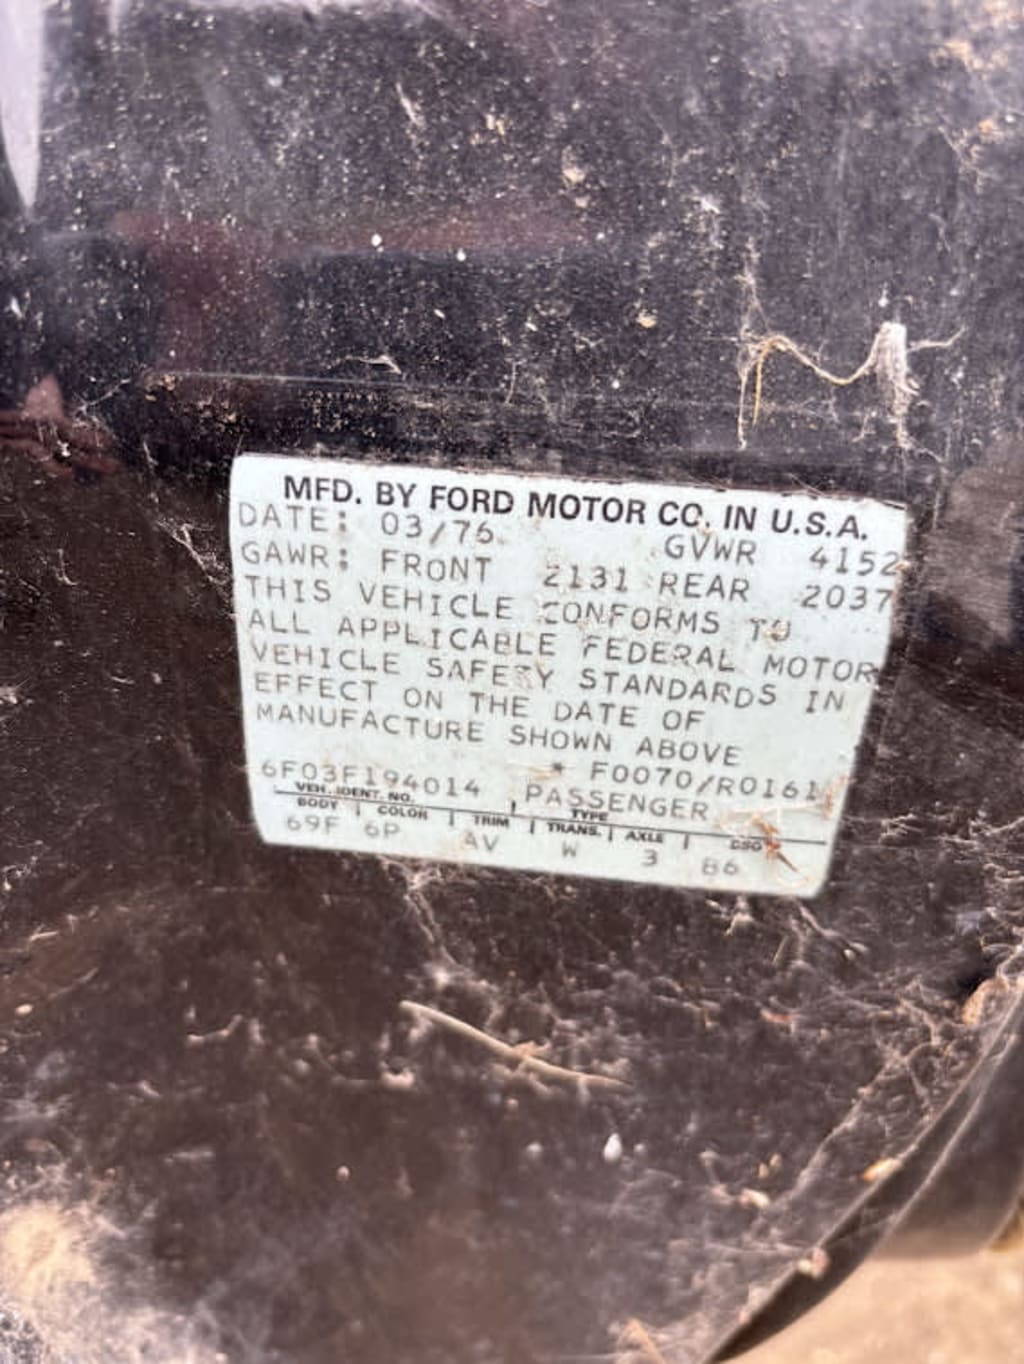 MFD. BY FORD MOTOR CO. IN U.S.A.
DATE: 03/76 GVWR 4152
GAWR: FRONT 2131 REAR 2037
THIS VEHICLE CONFORMS TO
ALL APPLICABLE FEDERAL MOTOR
VEHICLE SAFETY STANDARDS IN
EFFECT ON THE DATE OF
MANUFACTURE SHOWN ABOVE
* F0070/R0161
6F03F194014 PASSENGER
VEH. IDENT. NO. TYPE
BODY COLOR TRIM TRANS. AXLE DSO
69F 6P AV W 3 B6